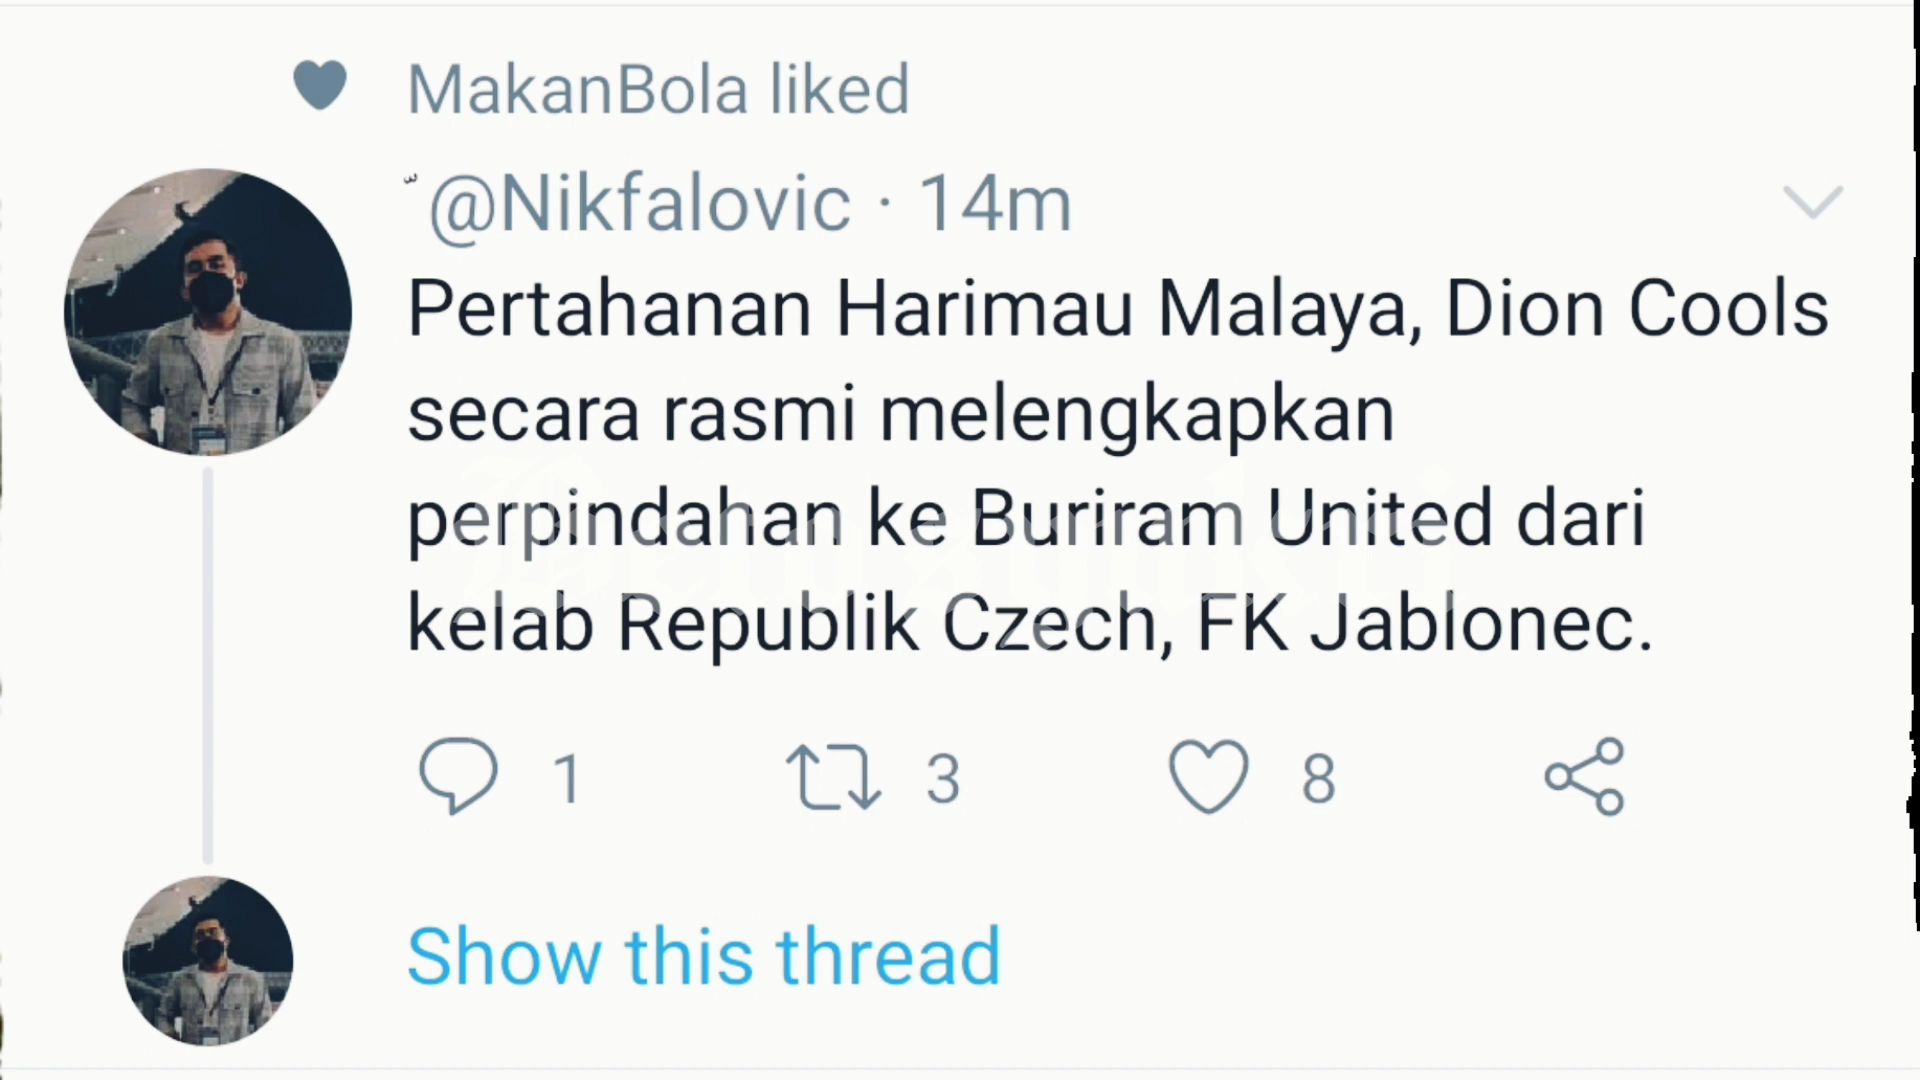 MakanBola liked
@Nikfalovic · 14m
Pertahanan Harimau Malaya, Dion Cools
secara rasmi melengkapkan
perpindahan ke Buriram United dari
kelab Republik Czech, FK Jablonec.
1 3 8
Show this thread